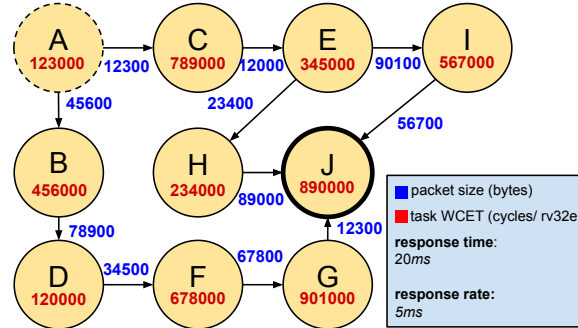 A
123000
12300
C
789000
12000
E
345000
90100
I
567000
45600
23400
56700
B
456000
H
234000
89000
J
890000
78900
12300
D
120000
34500
F
678000
67800
G
901000
packet size (bytes)
task WCET (cycles/ rv32e
response time:
20ms
response rate:
5ms